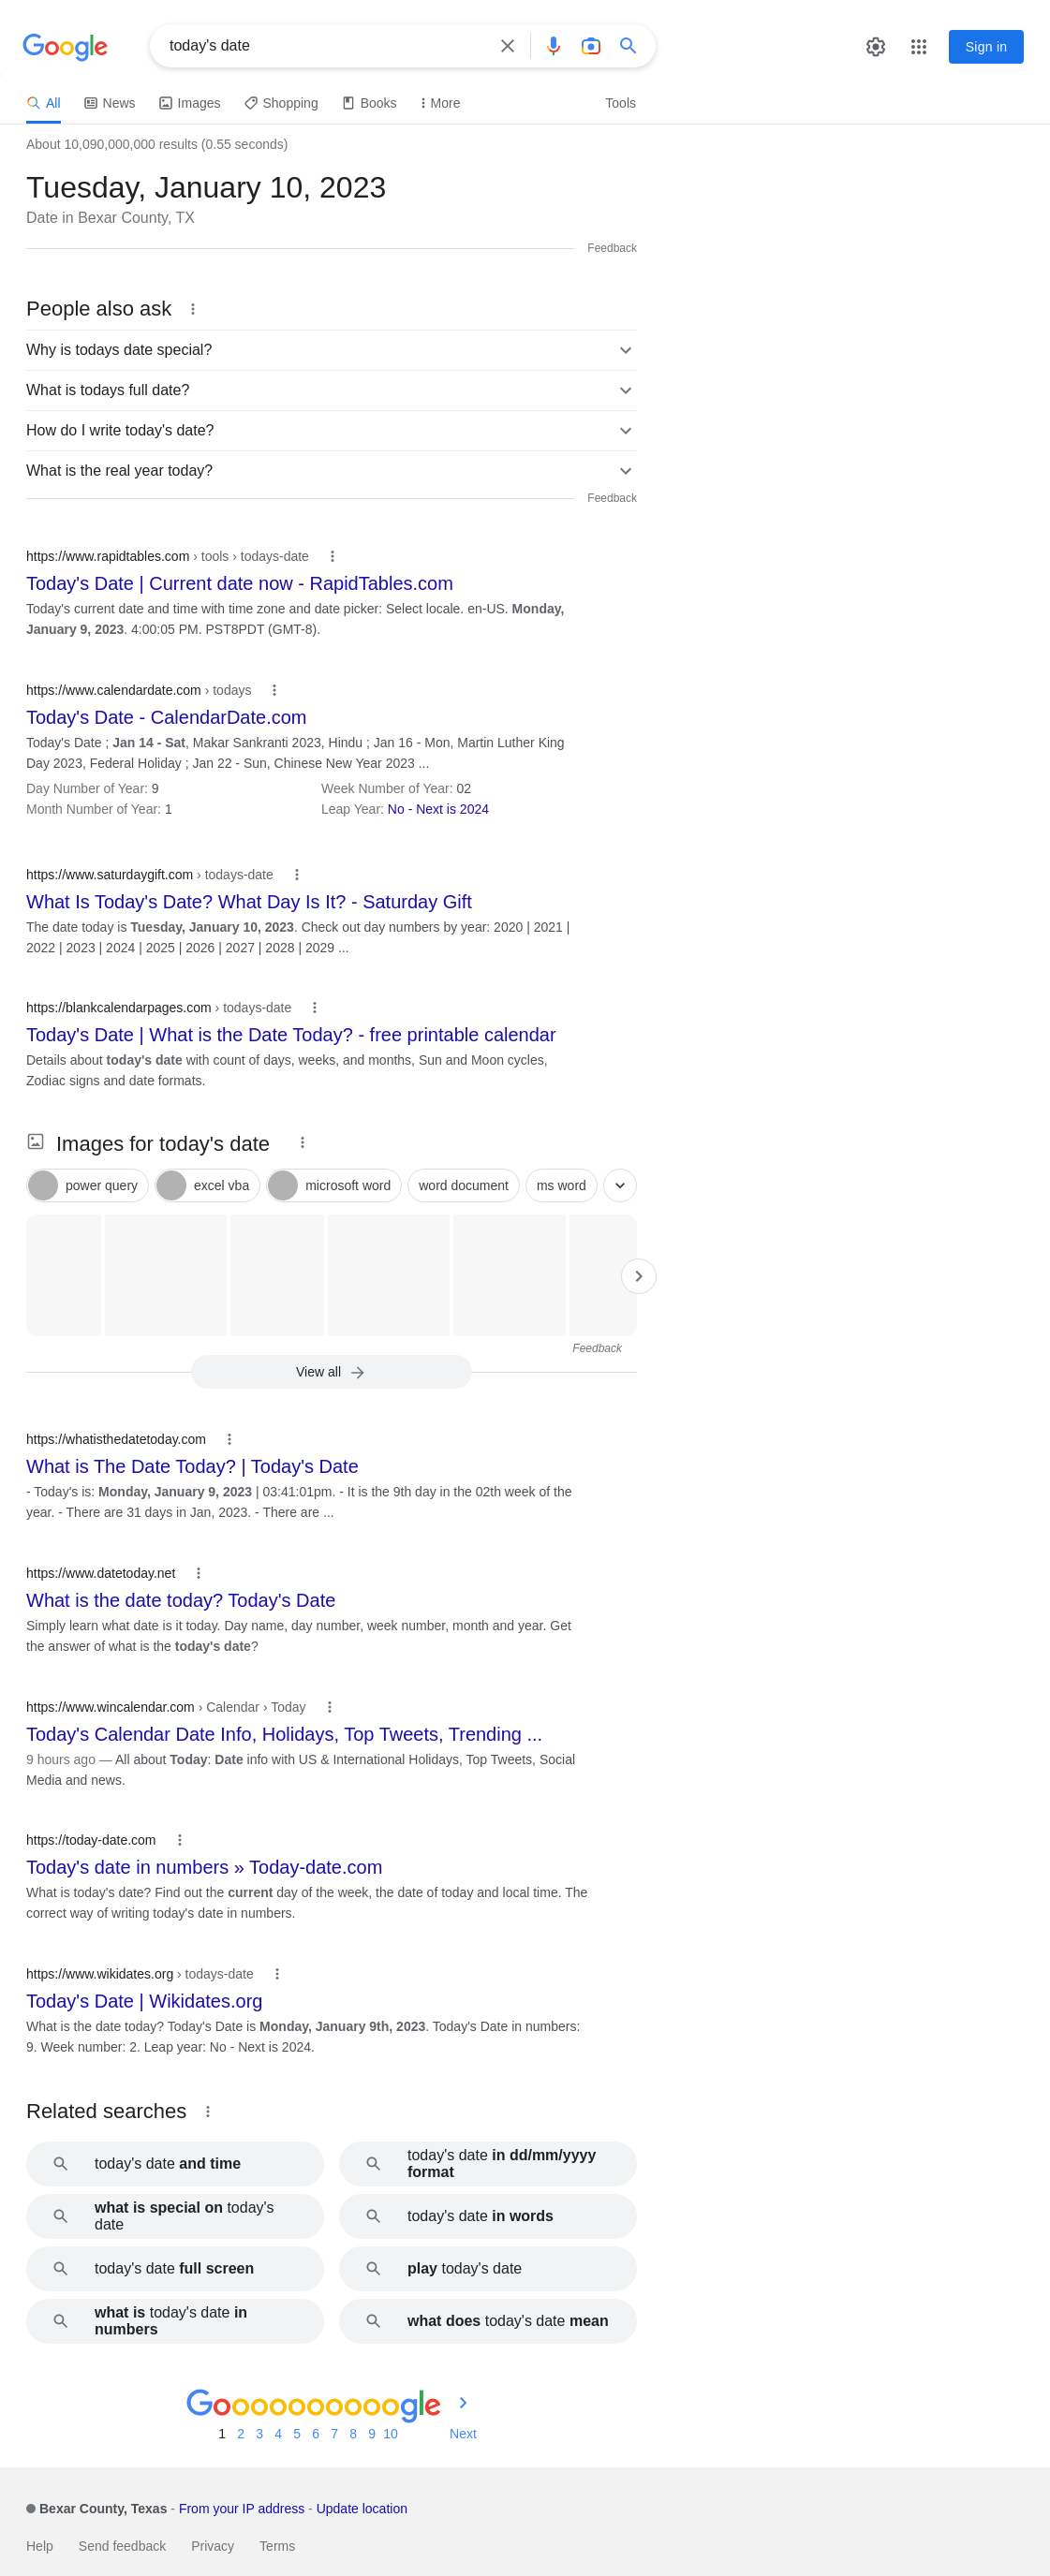 Google
today's date
Sign in
All News Images Shopping Books More Tools
About 10,090,000,000 results (0.55 seconds)
Tuesday, January 10, 2023
Date in Bexar County, TX
Feedback
People also ask
Why is todays date special?
What is todays full date?
How do I write today's date?
What is the real year today?
Feedback
https://www.rapidtables.com › tools › todays-date
Today's Date | Current date now - RapidTables.com
Today's current date and time with time zone and date picker: Select locale. en-US. Monday,
January 9, 2023. 4:00:05 PM. PST8PDT (GMT-8).
https://www.calendardate.com › todays
Today's Date - CalendarDate.com
Today's Date ; Jan 14 - Sat, Makar Sankranti 2023, Hindu ; Jan 16 - Mon, Martin Luther King
Day 2023, Federal Holiday ; Jan 22 - Sun, Chinese New Year 2023 ...
Day Number of Year: 9 Week Number of Year: 02
Month Number of Year: 1 Leap Year: No - Next is 2024
https://www.saturdaygift.com › todays-date
What Is Today's Date? What Day Is It? - Saturday Gift
The date today is Tuesday, January 10, 2023. Check out day numbers by year: 2020 | 2021 |
2022 | 2023 | 2024 | 2025 | 2026 | 2027 | 2028 | 2029 ...
https://blankcalendarpages.com › todays-date
Today's Date | What is the Date Today? - free printable calendar
Details about today's date with count of days, weeks, and months, Sun and Moon cycles,
Zodiac signs and date formats.
Images for today's date
power query excel vba microsoft word word document ms word
Feedback
View all
https://whatisthedatetoday.com
What is The Date Today? | Today's Date
- Today's is: Monday, January 9, 2023 | 03:41:01pm. - It is the 9th day in the 02th week of the
year. - There are 31 days in Jan, 2023. - There are ...
https://www.datetoday.net
What is the date today? Today's Date
Simply learn what date is it today. Day name, day number, week number, month and year. Get
the answer of what is the today's date?
https://www.wincalendar.com › Calendar › Today
Today's Calendar Date Info, Holidays, Top Tweets, Trending ...
9 hours ago — All about Today: Date info with US & International Holidays, Top Tweets, Social
Media and news.
https://today-date.com
Today's date in numbers » Today-date.com
What is today's date? Find out the current day of the week, the date of today and local time. The
correct way of writing today's date in numbers.
https://www.wikidates.org › todays-date
Today's Date | Wikidates.org
What is the date today? Today's Date is Monday, January 9th, 2023. Today's Date in numbers:
9. Week number: 2. Leap year: No - Next is 2024.
Related searches
today's date and time
today's date in dd/mm/yyyy
format
what is special on today's
date
today's date in words
today's date full screen
play today's date
what is today's date in
numbers
what does today's date mean
Goooooooooogle
1 2 3 4 5 6 7 8 9 10 Next
Bexar County, Texas - From your IP address - Update location
Help Send feedback Privacy Terms